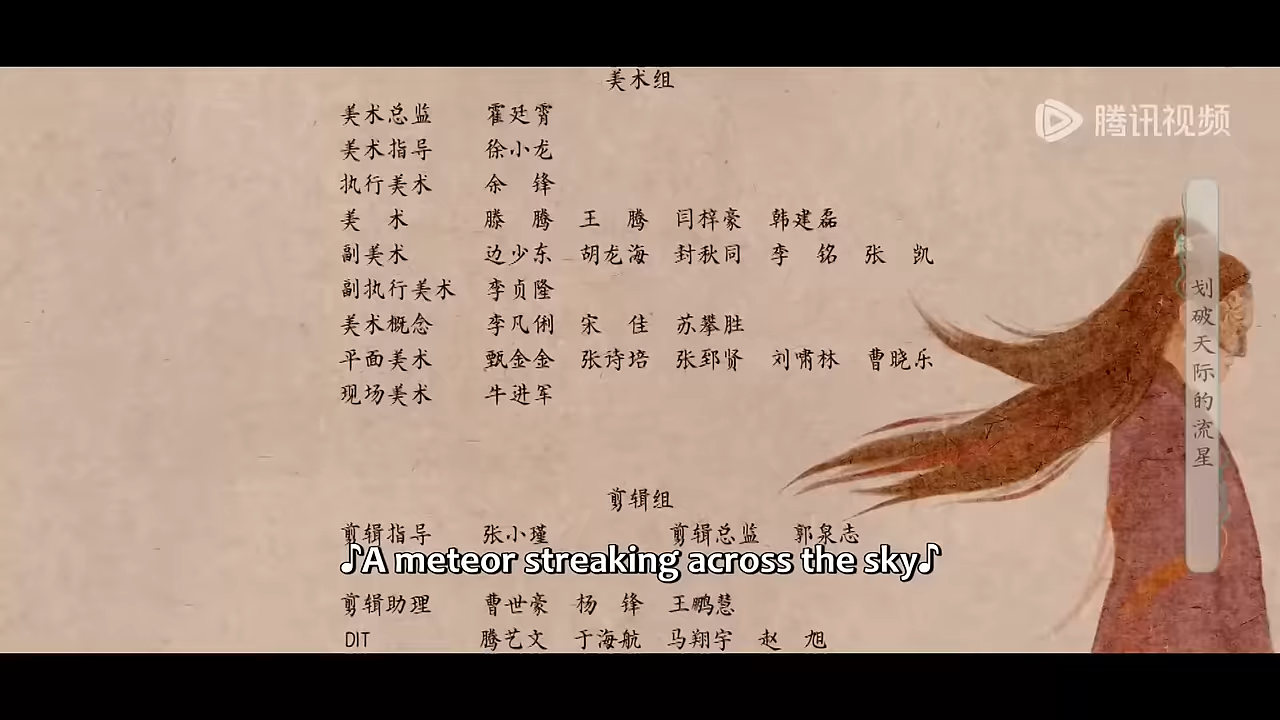 美术组
腾讯视频
美术总监 霍廷霄
美术指导 徐小龙
执行美术 余 锋
美 术 滕 腾 王 腾 闫梓豪 韩建磊
副美术 边少东 胡龙海 封秋同 李 铭 张 凯
副执行美术 李贞隆
美术概念 李凡俐 宋 佳 苏攀胜
平面美术 甄金金 张诗培 张郅贤 刘啸林 曹晓乐
现场美术 牛进军
划破天际的流星
剪辑组
剪辑指导 张小瑾 剪辑总监 郭泉志
♪A meteor streaking across the sky♪
剪辑助理 曹世豪 杨 锋 王鹏慧
DIT 腾艺文 于海航 马翔宇 赵 旭